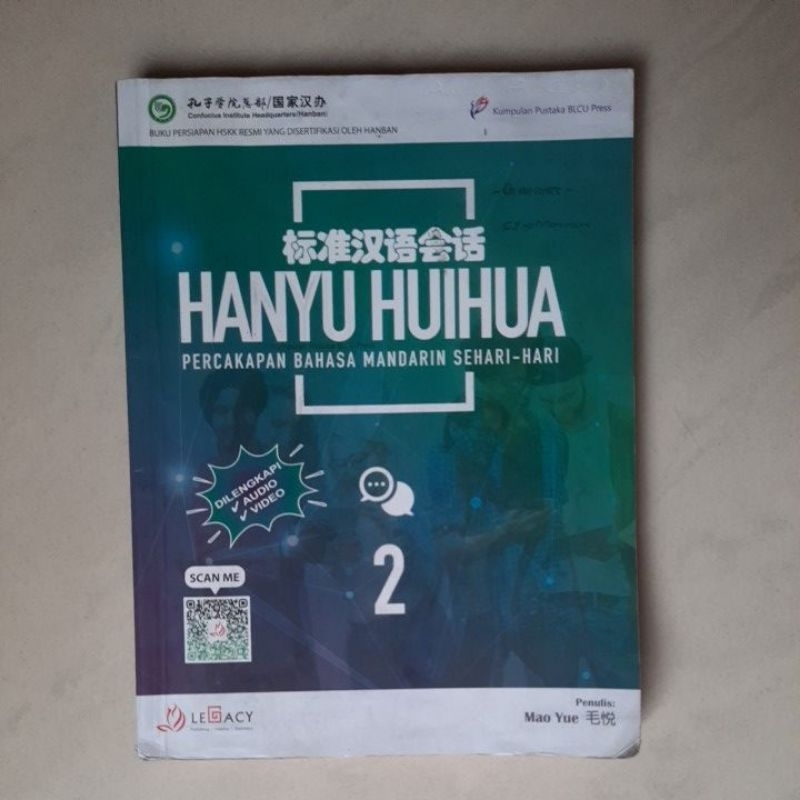 孔子学院总部/国家汉办
Confucius Institute Headquarters(Hanban)
Kumpulan Pustaka BLCU Press
BUKU PERSIAPAN HSKK RESMI YANG DISERTIFIKASI OLEH HANBAN
标准汉语会话
HANYU HUIHUA
PERCAKAPAN BAHASA MANDARIN SEHARI-HARI
DILENGKAPI
✓ AUDIO
✓ VIDEO
2
SCAN ME
LEGACY
Penulis:
Mao Yue 毛悦